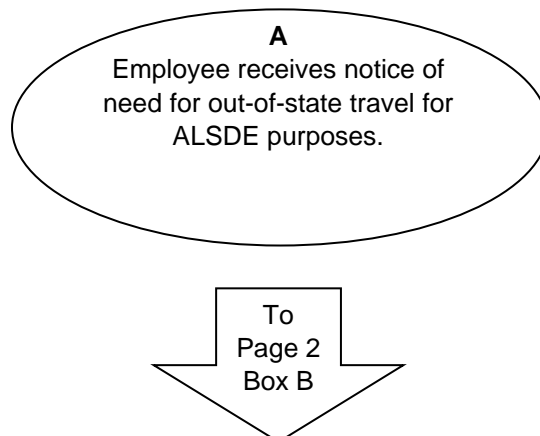 A
Employee receives notice of
need for out-of-state travel for
ALSDE purposes.
To
Page 2
Box B